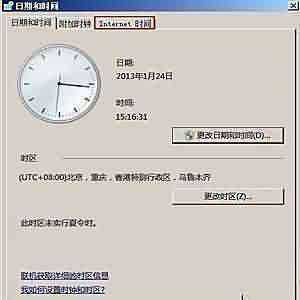 日期和时间
日期和时间 附加时钟 Internet 时间
日期:
2013年1月24日
时间:
15:16:31
更改日期和时间(D)...
时区
(UTC+08:00)北京，重庆，香港特别行政区，乌鲁木齐
更改时区(Z)...
此时区未实行夏令时。
联机获取详细的时区信息
我如何设置时钟和时区?